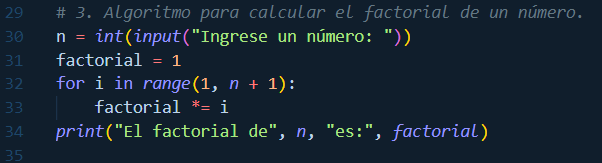 29 # 3. Algoritmo para calcular el factorial de un número.
30 n = int(input("Ingrese un número: "))
31 factorial = 1
32 for i in range(1, n + 1):
33     factorial *= i
34 print("El factorial de", n, "es:", factorial)
35